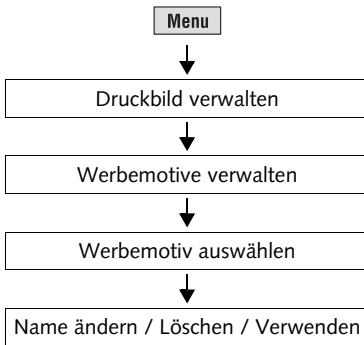 Menu
Druckbild verwalten
Werbemotive verwalten
Werbemotiv auswählen
Name ändern / Löschen / Verwenden